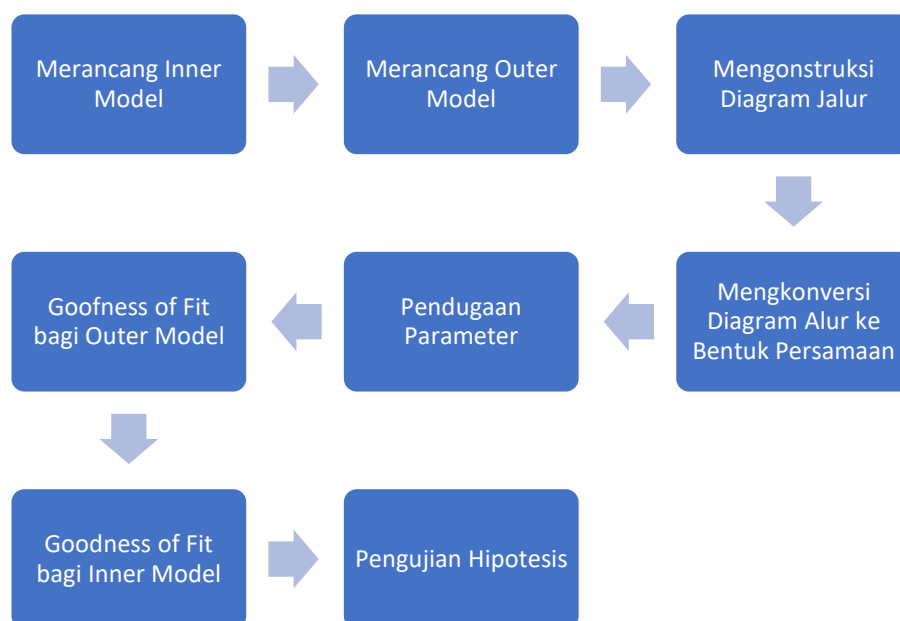 Merancang Inner
Model
Merancang Outer
Model
Mengonstruksi
Diagram Jalur
Mengkonversi
Diagram Alur ke
Bentuk Persamaan
Pendugaan
Parameter
Goofness of Fit
bagi Outer Model
Goodness of Fit
bagi Inner Model
Pengujian Hipotesis